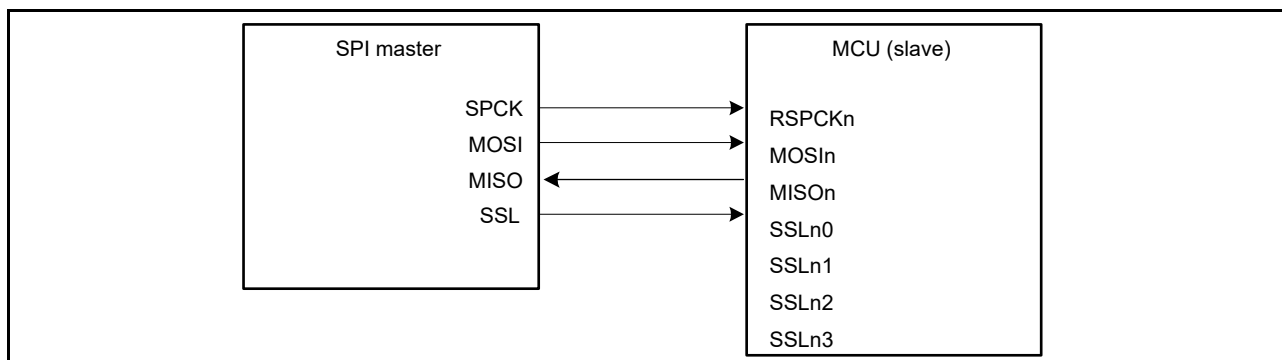 SPI master
SPCK
MOSI
MISO
SSL
MCU (slave)
RSPCKn
MOSIn
MISOn
SSLn0
SSLn1
SSLn2
SSLn3